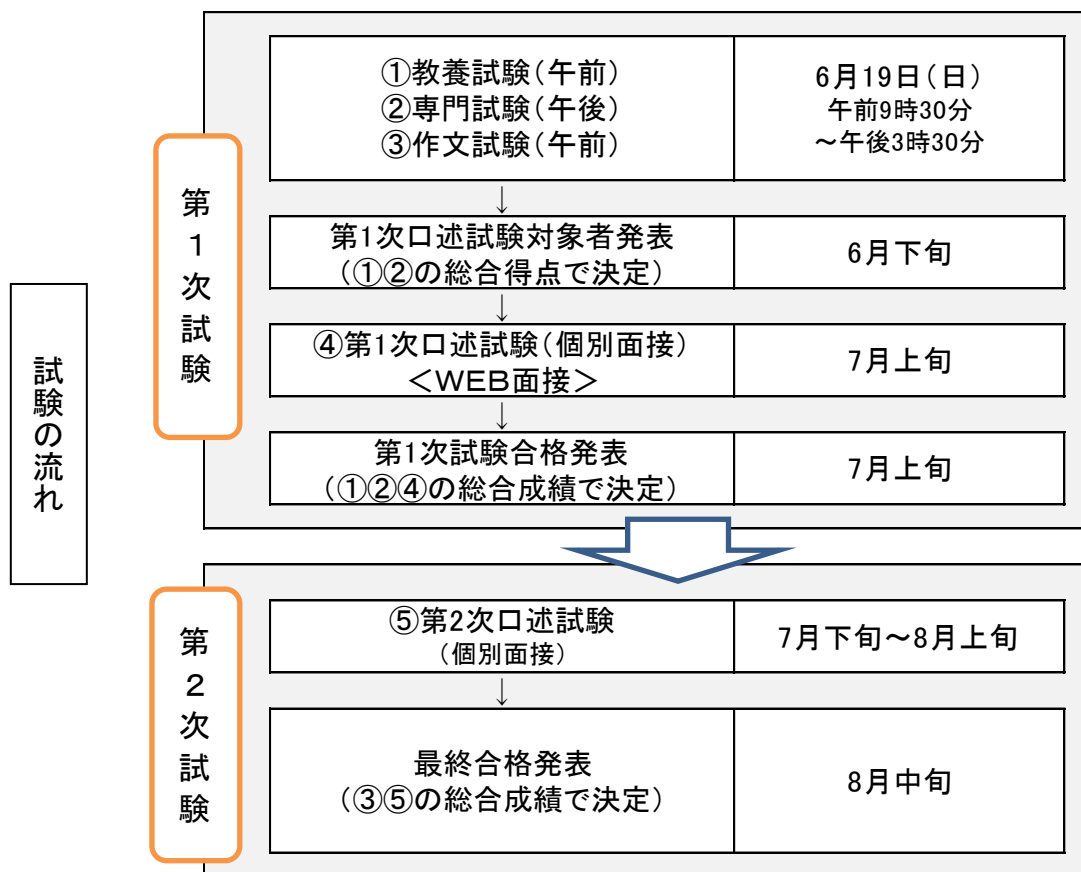 試験の流れ
第1次試験
①教養試験(午前)
②専門試験(午後)
③作文試験(午前)
6月19日(日)
午前9時30分
～午後3時30分
↓
第1次口述試験対象者発表
(①②の総合得点で決定)
6月下旬
↓
④第1次口述試験(個別面接)
＜WEB面接＞
7月上旬
↓
第1次試験合格発表
(①②④の総合成績で決定)
7月上旬
第2次試験
⑤第2次口述試験
(個別面接)
7月下旬～8月上旬
↓
最終合格発表
(③⑤の総合成績で決定)
8月中旬